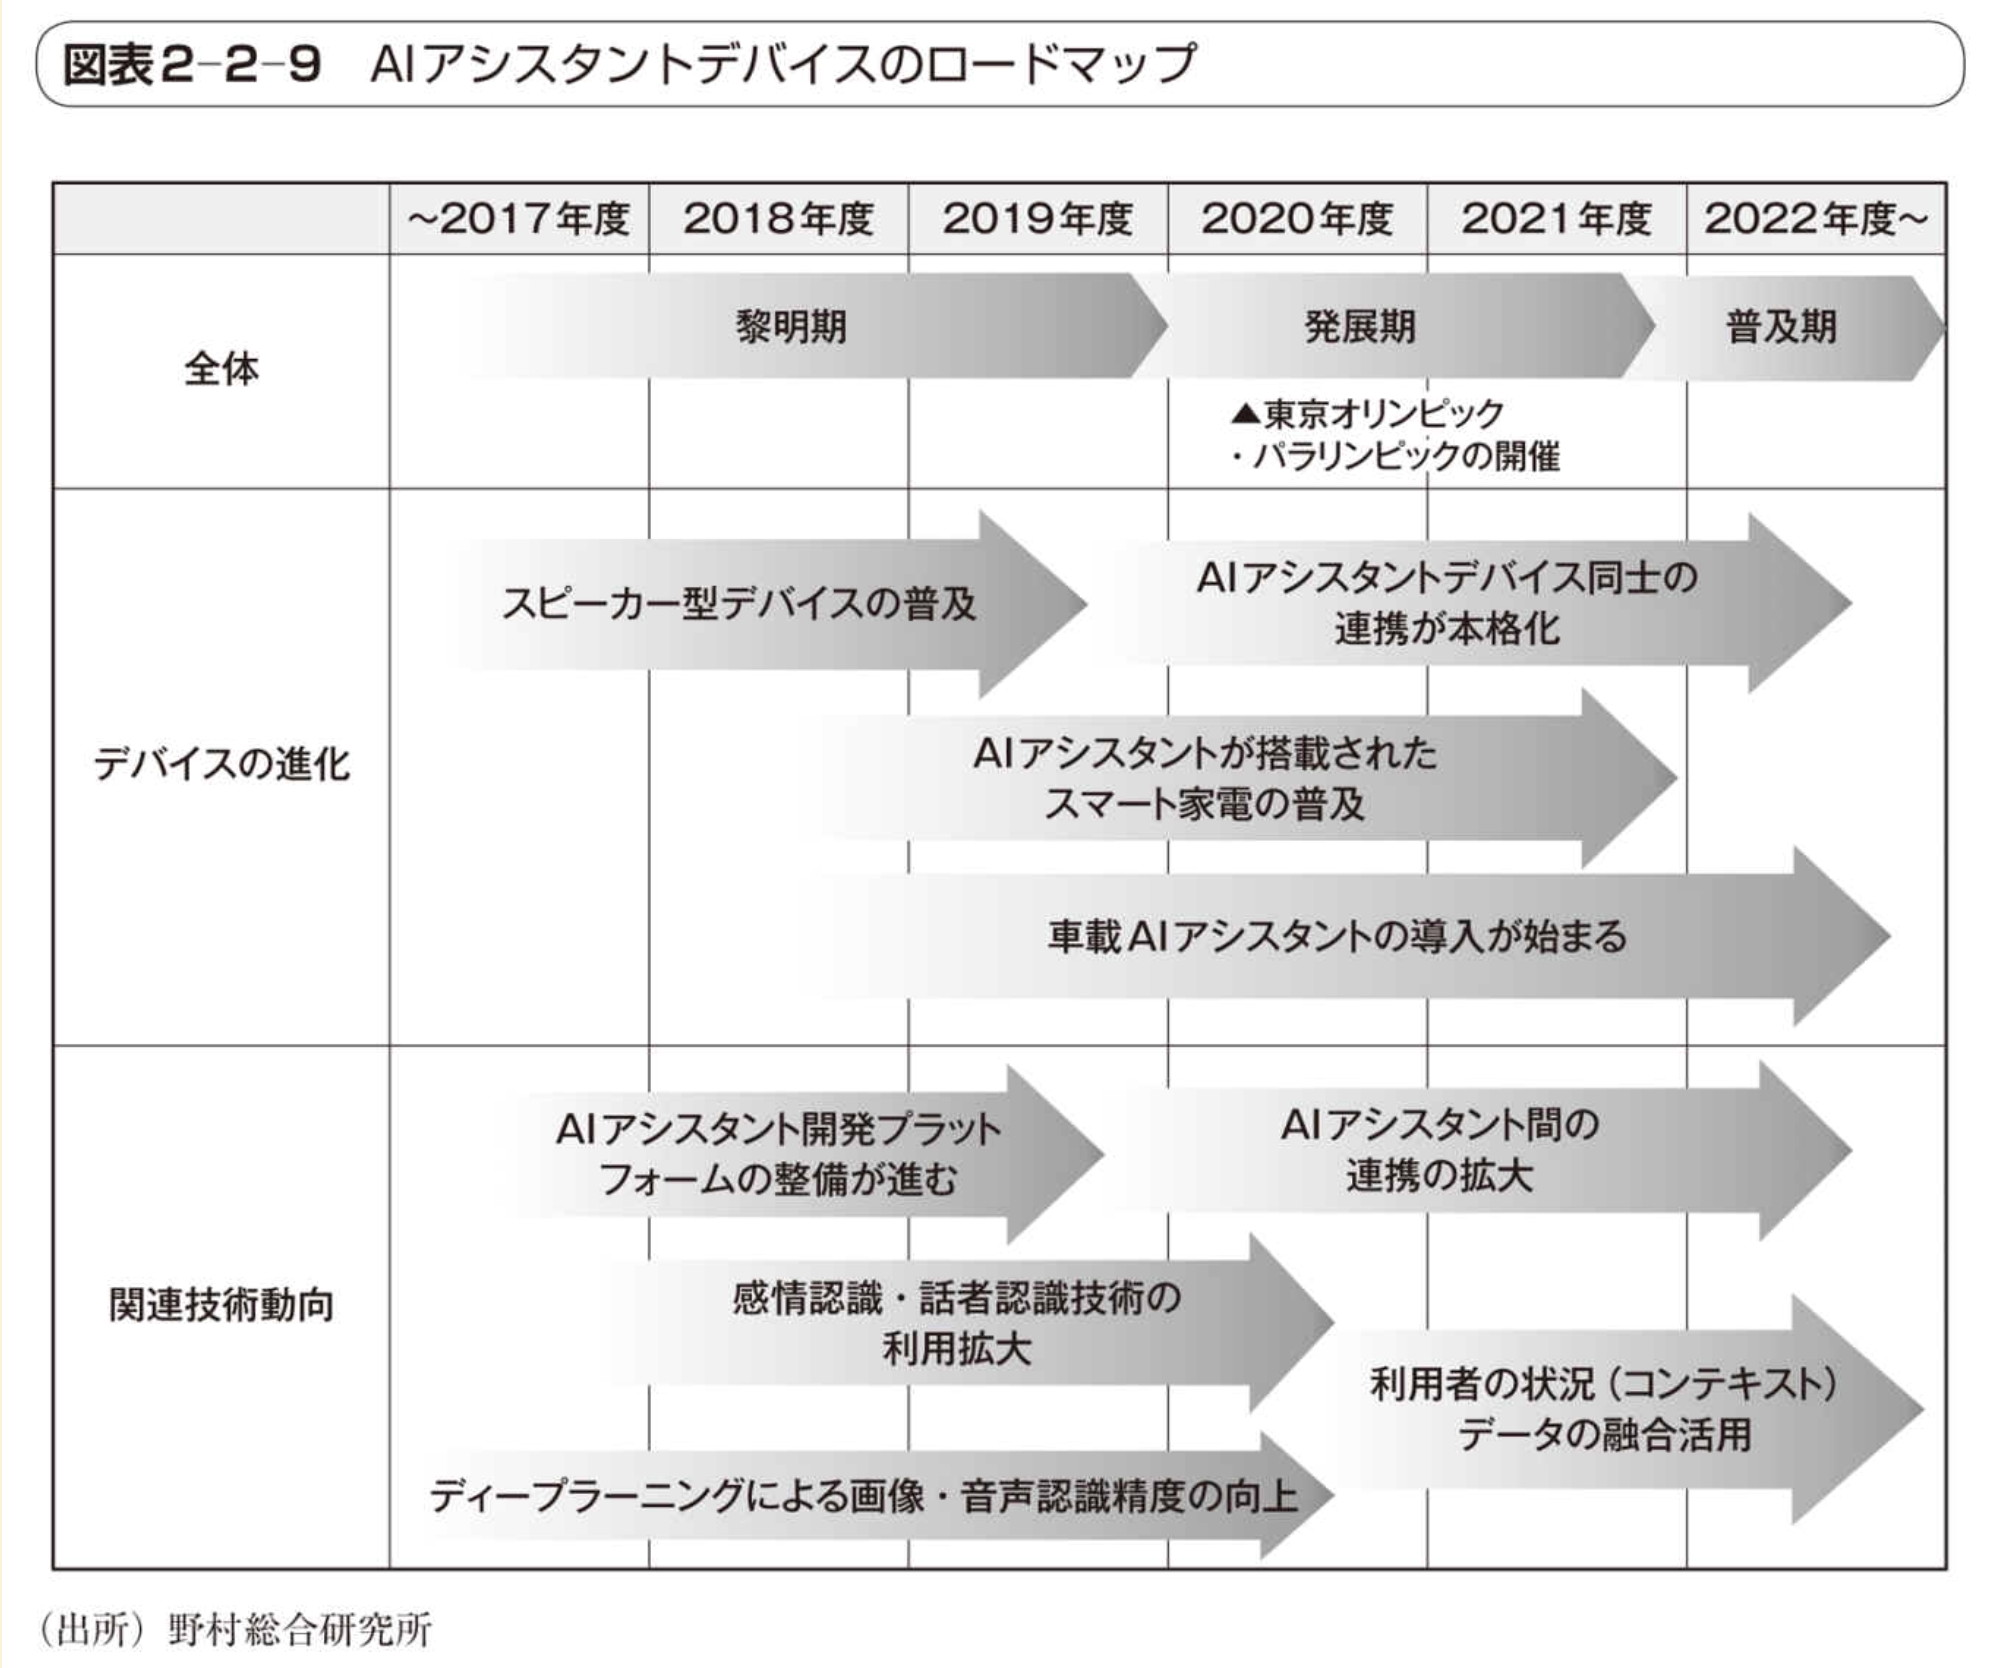 図表2-2-9 AIアシスタントデバイスのロードマップ
～2017年度 2018年度 2019年度 2020年度 2021年度 2022年度～
全体
黎明期
発展期
普及期
▲東京オリンピック
・パラリンピックの開催
デバイスの進化
スピーカー型デバイスの普及
AIアシスタントデバイス同士の
連携が本格化
AIアシスタントが搭載された
スマート家電の普及
車載AIアシスタントの導入が始まる
関連技術動向
AIアシスタント開発プラット
フォームの整備が進む
AIアシスタント間の
連携の拡大
感情認識・話者認識技術の
利用拡大
利用者の状況（コンテキスト）
データの融合活用
ディープラーニングによる画像・音声認識精度の向上
（出所）野村総合研究所